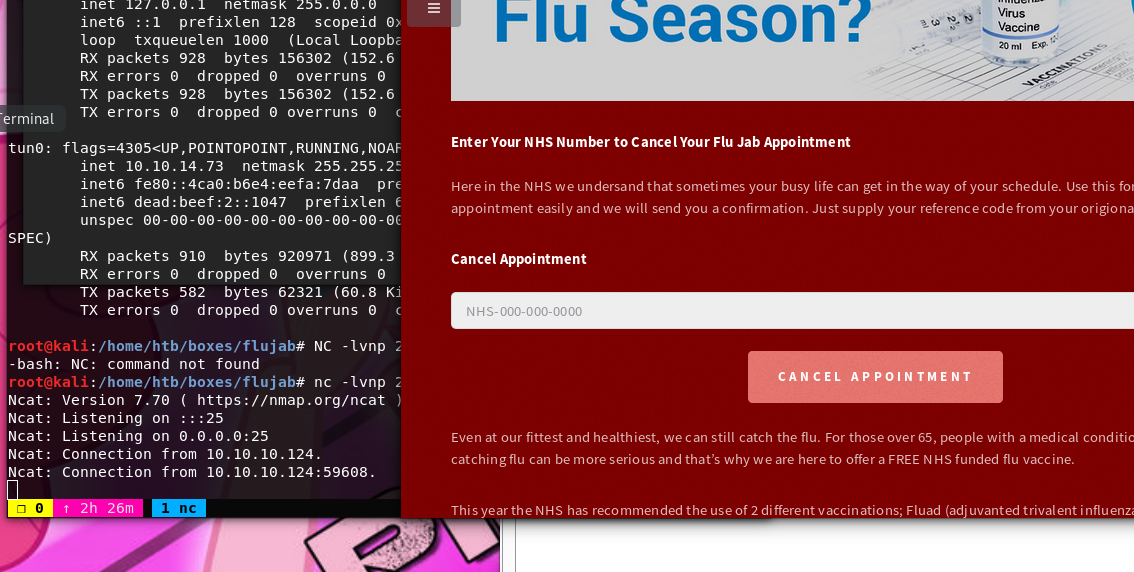 inet 127.0.0.1 netmask 255.0.0.0
inet6 ::1 prefixlen 128 scopeid 0x
loop txqueuelen 1000 (Local Loopba
RX packets 928 bytes 156302 (152.6
RX errors 0 dropped 0 overruns 0
TX packets 928 bytes 156302 (152.6
TX errors 0 dropped 0 overruns 0 c
Terminal
tun0: flags=4305<UP,POINTOPOINT,RUNNING,NOAR
inet 10.10.14.73 netmask 255.255.25
inet6 fe80::4ca0:b6e4:eefa:7daa pre
inet6 dead:beef:2::1047 prefixlen 6
unspec 00-00-00-00-00-00-00-00-00-00
SPEC)
RX packets 910 bytes 920971 (899.3
RX errors 0 dropped 0 overruns 0
TX packets 582 bytes 62321 (60.8 Ki
TX errors 0 dropped 0 overruns 0 c
root@kali:/home/htb/boxes/flujab# NC -lvnp 2
-bash: NC: command not found
root@kali:/home/htb/boxes/flujab# nc -lvnp 2
Ncat: Version 7.70 ( https://nmap.org/ncat )
Ncat: Listening on :::25
Ncat: Listening on 0.0.0.0:25
Ncat: Connection from 10.10.10.124.
Ncat: Connection from 10.10.10.124:59608.
❐ 0 ↑ 2h 26m 1 nc
Flu Season?
Influenza
Virus
Vaccine
20 ml Exp.
VACCINATIONS
Enter Your NHS Number to Cancel Your Flu Jab Appointment
Here in the NHS we undersand that sometimes your busy life can get in the way of your schedule. Use this for
appointment easily and we will send you a confirmation. Just supply your reference code from your origiona
Cancel Appointment
NHS-000-000-0000
CANCEL APPOINTMENT
Even at our fittest and healthiest, we can still catch the flu. For those over 65, people with a medical conditio
catching flu can be more serious and that's why we are here to offer a FREE NHS funded flu vaccine.
This year the NHS has recommended the use of 2 different vaccinations; Fluad (adjuvanted trivalent influenza